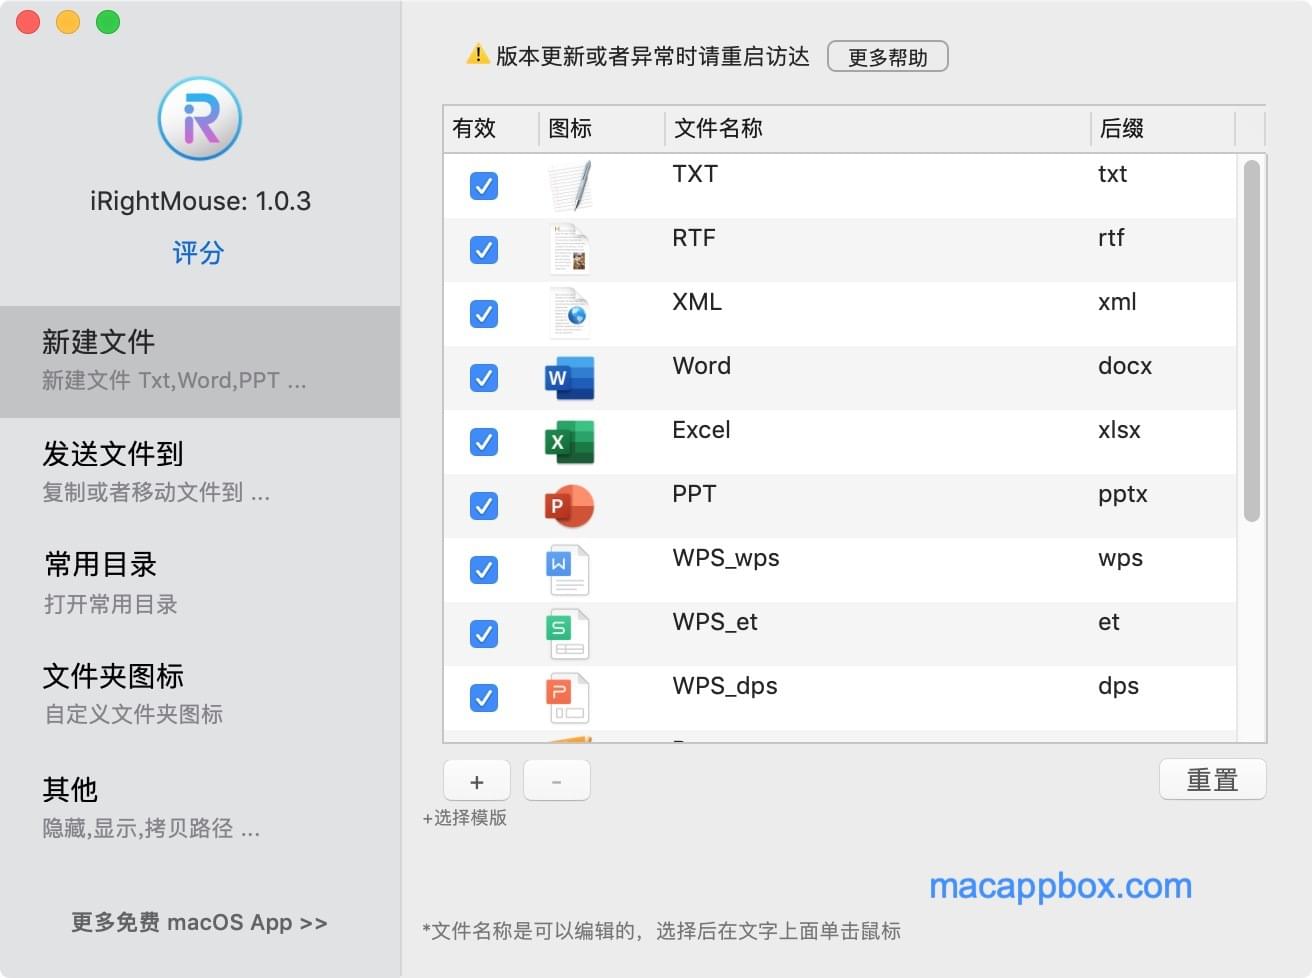 iRightMouse: 1.0.3
评分
新建文件
新建文件 Txt,Word,PPT ...
发送文件到
复制或者移动文件到 ...
常用目录
打开常用目录
文件夹图标
自定义文件夹图标
其他
隐藏,显示,拷贝路径 ...
更多免费 macOS App >>
版本更新或者异常时请重启访达 更多帮助
有效 图标 文件名称 后缀
TXT txt
RTF rtf
XML xml
W Word docx
X Excel xlsx
P PPT pptx
W WPS_wps wps
S WPS_et et
P WPS_dps dps
+ - 重置
+选择模版
macappbox.com
*文件名称是可以编辑的，选择后在文字上面单击鼠标